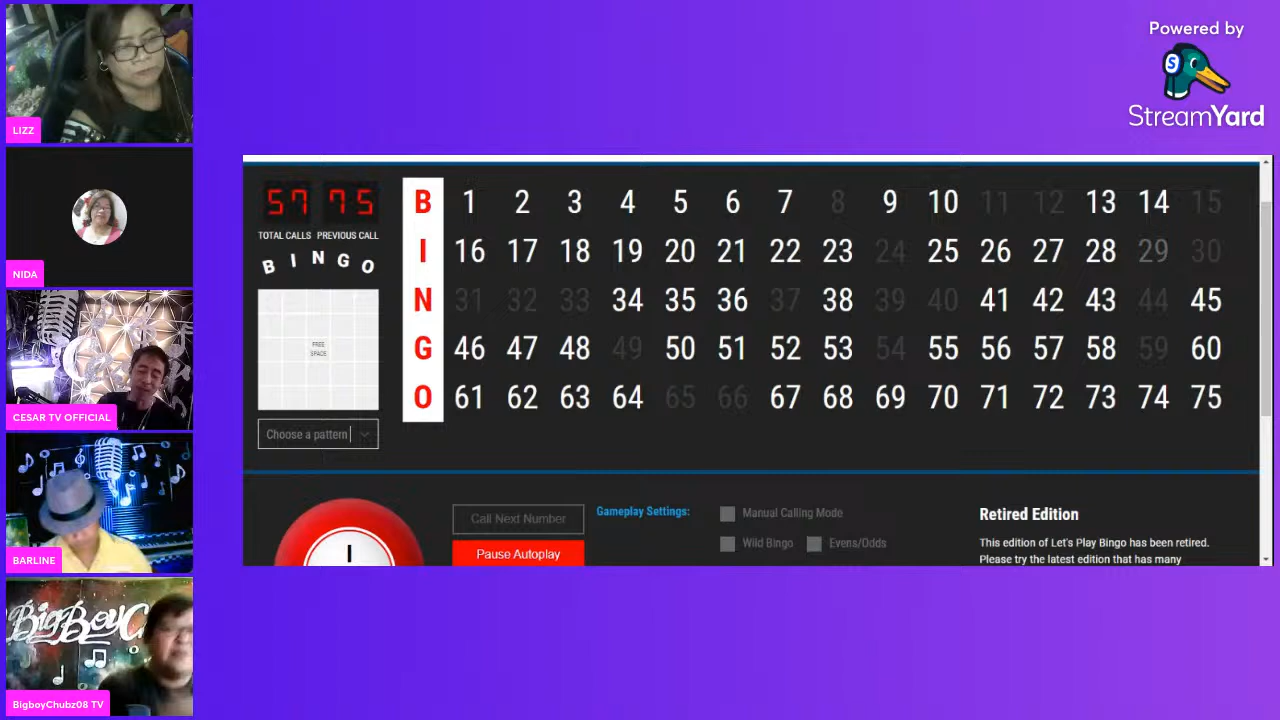 LIZZ
NIDA
CESAR TV OFFICIAL
BARLINE
BigBoyC
BigboyChubz08 TV
Powered by
S
StreamYard
57 75
TOTAL CALLS PREVIOUS CALL
B I N G O
FREE
SPACE
Choose a pattern
B 1 2 3 4 5 6 7 8 9 10 11 12 13 14 15
I 16 17 18 19 20 21 22 23 24 25 26 27 28 29 30
N 31 32 33 34 35 36 37 38 39 40 41 42 43 44 45
G 46 47 48 49 50 51 52 53 54 55 56 57 58 59 60
O 61 62 63 64 65 66 67 68 69 70 71 72 73 74 75
I
Call Next Number
Pause Autoplay
Gameplay Settings:
Manual Calling Mode
Wild Bingo Evens/Odds
Retired Edition
This edition of Let's Play Bingo has been retired.
Please try the latest edition that has many